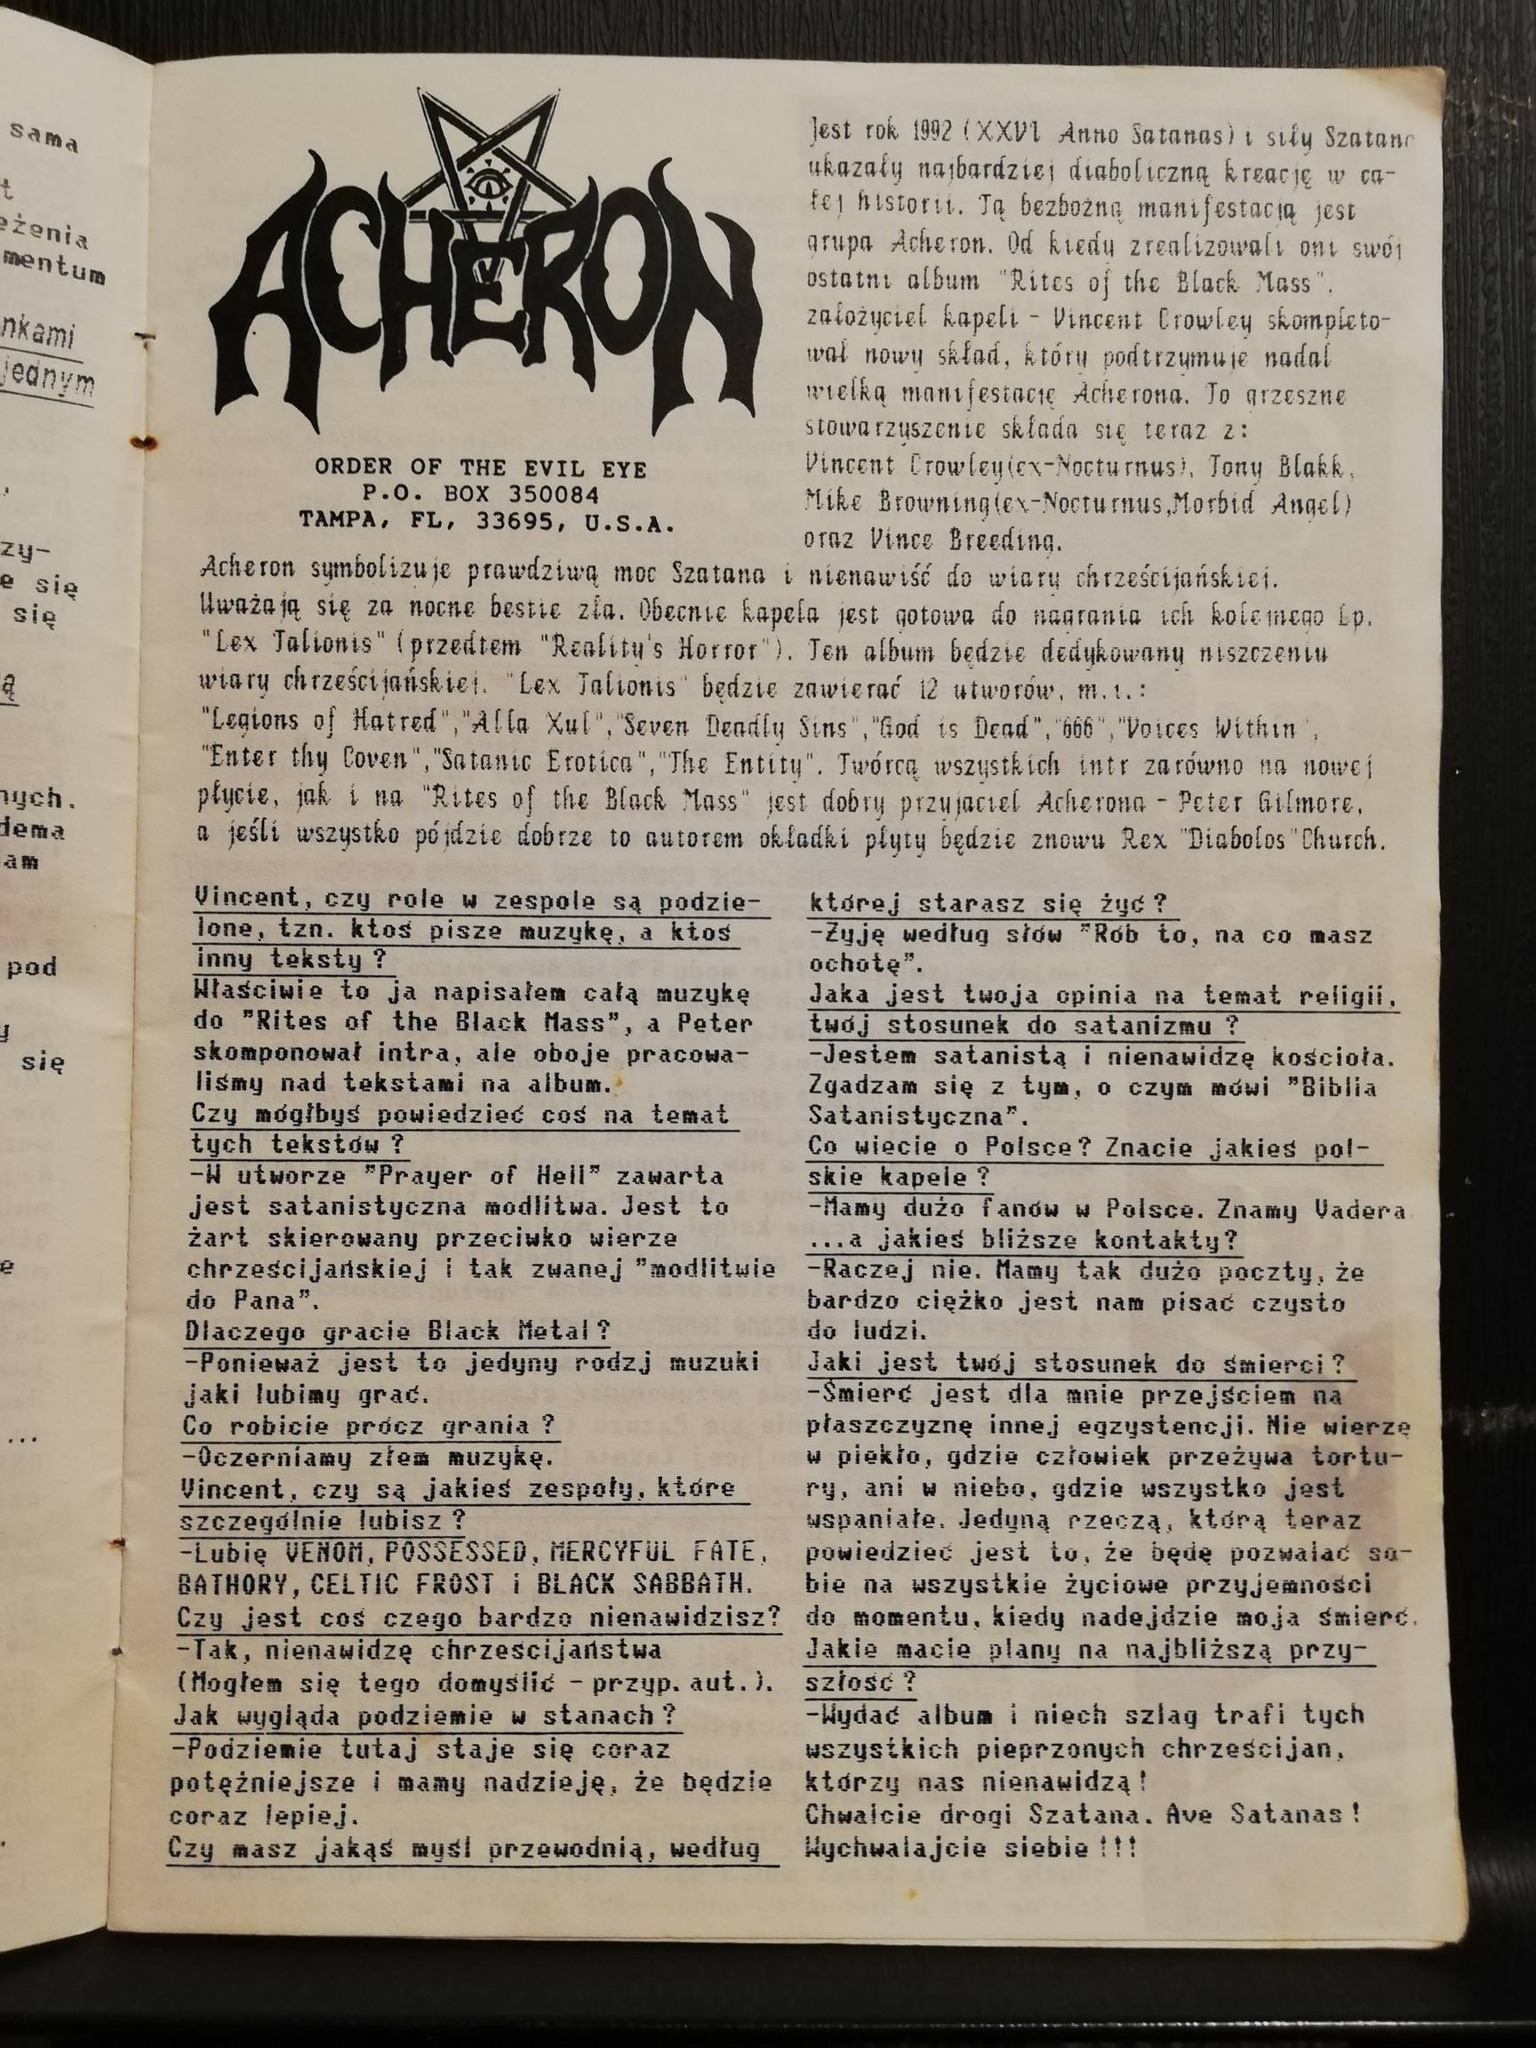 sama
t
eżenia
mentum
nkami
jednym
zy-
e się
się
ą
nych.
dema
am
pod
y
się
e
...
ACHERON
ORDER OF THE EVIL EYE
P.O. BOX 350084
TAMPA, FL, 33695, U.S.A.
Jest rok 1992 (XXVI Anno Satanas) i siły Szatana
ukazały najbardziej diaboliczną kreację w ca-
łej historii. Tą bezbożną manifestacją jest
grupa Acheron. Od kiedy zrealizowali oni swój
ostatni album "Rites of the Black Mass",
założyciel kapeli - Vincent Crowley skompleto-
wał nowy skład, który podtrzymuje nadal
wielką manifestację Acherona. To grzeszne
stowarzyszenie składa się teraz z:
Vincent Crowley(ex-Nocturnus), Tony Blakk,
Mike Browning(ex-Nocturnus,Morbid Angel)
oraz Vince Breeding.
Acheron symbolizuje prawdziwą moc Szatana i nienawiść do wiary chrześcijańskiej.
Uważają się za nocne bestie zła. Obecnie kapela jest gotowa do nagrania ich kolejnego Lp.
"Lex Talionis" (przedtem "Reality's Horror"). Ten album będzie dedykowany niszczeniu
wiary chrześcijańskiej. "Lex Talionis" będzie zawierać 12 utworów, m.i.:
"Legions of Hatred","Alla Xul","Seven Deadly Sins","God is Dead","666","Voices Within",
"Enter thy Coven","Satanic Erotica","The Entity". Twórcą wszystkich intr zarówno na nowej
płycie, jak i na "Rites of the Black Mass" jest dobry przyjaciel Acherona - Peter Gilmore,
a jeśli wszystko pójdzie dobrze to autorem okładki płyty będzie znowu Rex "Diabolos"Church.
Vincent, czy role w zespole są podzie-
lone, tzn. ktoś pisze muzykę, a ktoś
inny teksty?
Właściwie to ja napisałem całą muzykę
do "Rites of the Black Mass", a Peter
skomponował intra, ale oboje pracowa-
liśmy nad tekstami na album.
Czy mógłbyś powiedzieć coś na temat
tych tekstów?
-W utworze "Prayer of Hell" zawarta
jest satanistyczna modlitwa. Jest to
żart skierowany przeciwko wierze
chrześcijańskiej i tak zwanej "modlitwie
do Pana".
Dlaczego gracie Black Metal?
-Ponieważ jest to jedyny rodzj muzuki
jaki lubimy grać.
Co robicie prócz grania?
-Oczerniamy złem muzykę.
Vincent, czy są jakieś zespoły, które
szczególnie lubisz?
-Lubię VENOM, POSSESSED, MERCYFUL FATE,
BATHORY, CELTIC FROST i BLACK SABBATH.
Czy jest coś czego bardzo nienawidzisz?
-Tak, nienawidzę chrześcijaństwa
(Mogłem się tego domyślić - przyp. aut.).
Jak wygląda podziemie w stanach?
-Podziemie tutaj staje się coraz
potężniejsze i mamy nadzieję, że będzie
coraz lepiej.
Czy masz jakąś myśl przewodnią, według
której starasz się żyć?
-Żyję według słów "Rób to, na co masz
ochotę".
Jaka jest twoja opinia na temat religii,
twój stosunek do satanizmu?
-Jestem satanistą i nienawidzę kościoła.
Zgadzam się z tym, o czym mówi "Biblia
Satanistyczna".
Co wiecie o Polsce? Znacie jakieś pol-
skie kapele?
-Mamy dużo fanów w Polsce. Znamy Vadera.
...a jakieś bliższe kontakty?
-Raczej nie. Mamy tak dużo poczty, że
bardzo ciężko jest nam pisać czysto
do ludzi.
Jaki jest twój stosunek do śmierci?
-Śmierć jest dla mnie przejściem na
płaszczyznę innej egzystencji. Nie wierzę
w piekło, gdzie człowiek przeżywa tortu-
ry, ani w niebo, gdzie wszystko jest
wspaniałe. Jedyną rzeczą, którą teraz
powiedzieć jest to, że będę pozwalać so-
bie na wszystkie życiowe przyjemności
do momentu, kiedy nadejdzie moja śmierć.
Jakie macie plany na najbliższą przy-
szłość?
-Wydać album i niech szlag trafi tych
wszystkich pieprzonych chrześcijan,
którzy nas nienawidzą!
Chwalcie drogi Szatana. Ave Satanas!
Wychwalajcie siebie!!!